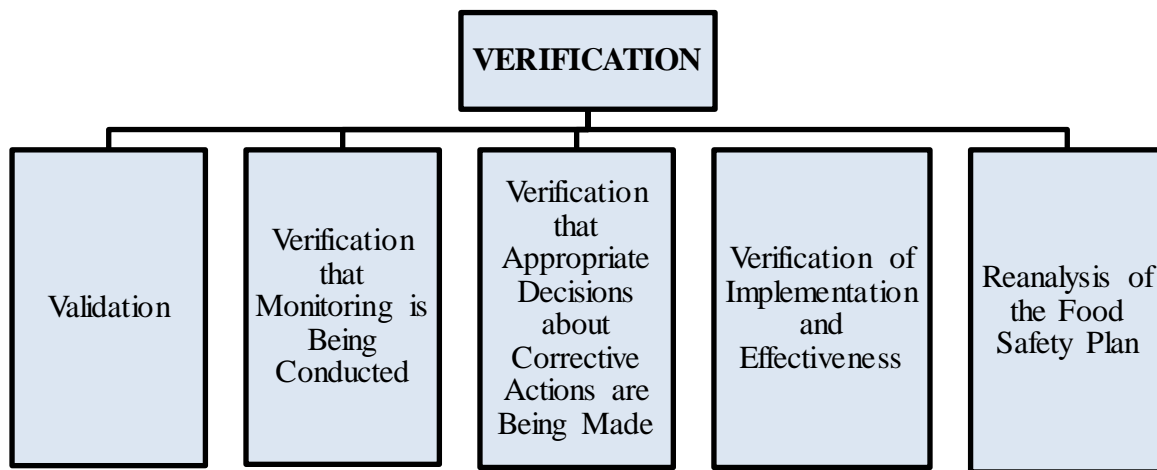 VERIFICATION
Validation
Verification
that
Monitoring is
Being
Conducted
Verification
that
Appropriate
Decisions
about
Corrective
Actions are
Being Made
Verification of
Implementation
and
Effectiveness
Reanalysis of
the Food
Safety Plan